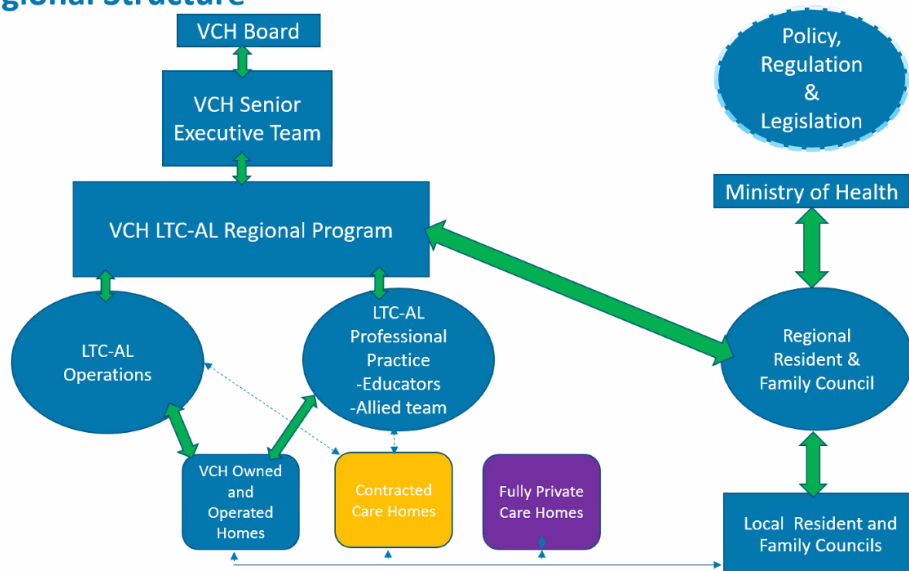 gional Structure
VCH Board
VCH Senior
Executive Team
VCH LTC-AL Regional Program
LTC-AL
Operations
LTC-AL
Professional
Practice
-Educators
-Allied team
VCH Owned
and
Operated
Homes
Contracted
Care Homes
Fully Private
Care Homes
Policy,
Regulation
&
Legislation
Ministry of Health
Regional
Resident &
Family Council
Local Resident and
Family Councils